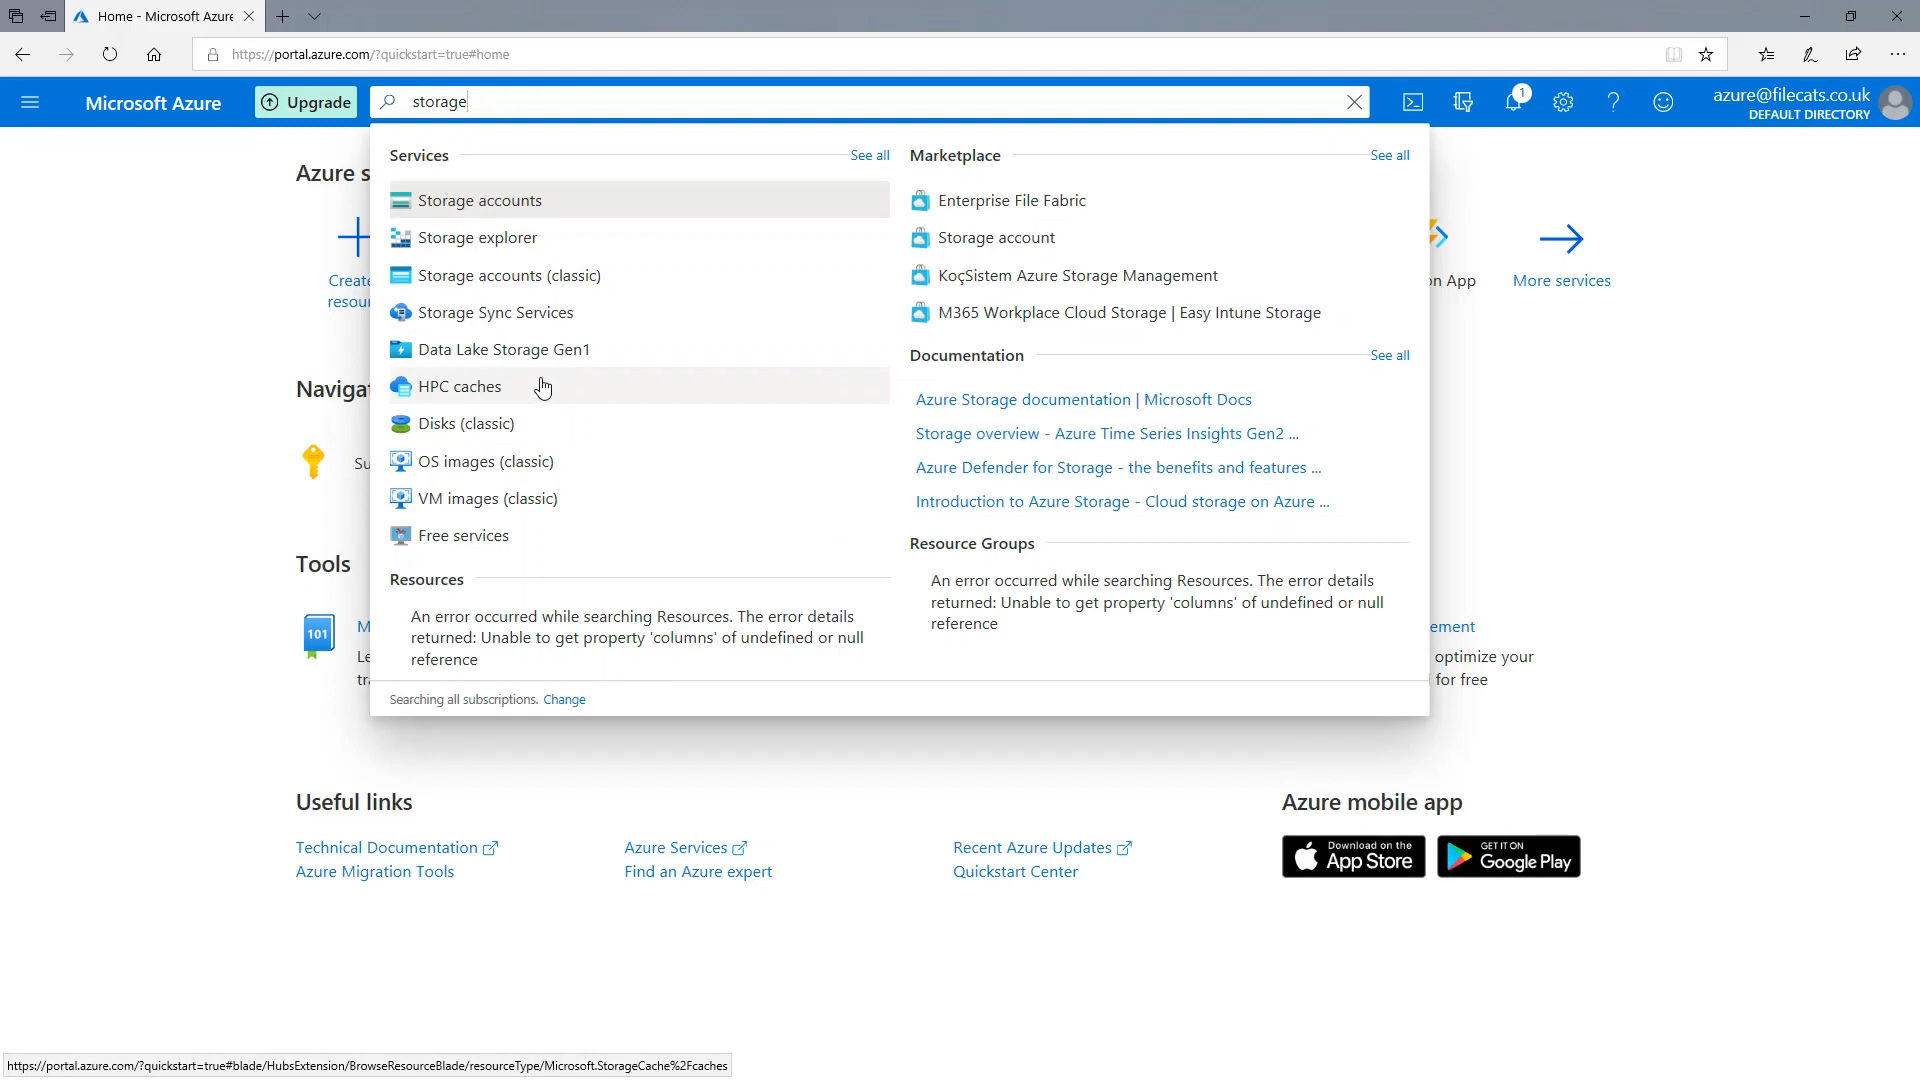 Home - Microsoft Azure
https://portal.azure.com/?quickstart=true#home
Microsoft Azure
Upgrade
storage
1
azure@filecats.co.uk
DEFAULT DIRECTORY
Azure s
Create
resour
on App
More services
Services
See all
Storage accounts
Storage explorer
Storage accounts (classic)
Storage Sync Services
Data Lake Storage Gen1
HPC caches
Disks (classic)
OS images (classic)
VM images (classic)
Free services
Resources
An error occurred while searching Resources. The error details
returned: Unable to get property 'columns' of undefined or null
reference
Marketplace
See all
Enterprise File Fabric
Storage account
KoçSistem Azure Storage Management
M365 Workplace Cloud Storage | Easy Intune Storage
Documentation
See all
Azure Storage documentation | Microsoft Docs
Storage overview - Azure Time Series Insights Gen2 ...
Azure Defender for Storage - the benefits and features ...
Introduction to Azure Storage - Cloud storage on Azure ...
Resource Groups
An error occurred while searching Resources. The error details
returned: Unable to get property 'columns' of undefined or null
reference
Searching all subscriptions. Change
Navigat
Su
Tools
101
M
Le
tra
ement
optimize your
for free
Useful links
Technical Documentation
Azure Migration Tools
Azure Services
Find an Azure expert
Recent Azure Updates
Quickstart Center
Azure mobile app
Download on the
App Store
GET IT ON
Google Play
https://portal.azure.com/?quickstart=true#blade/HubsExtension/BrowseResourceBlade/resourceType/Microsoft.StorageCache%2Fcaches